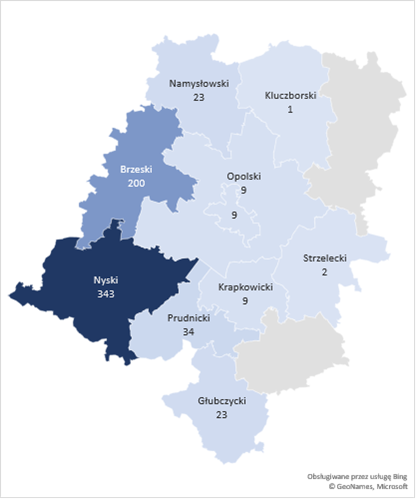 Namysłowski
23
Kluczborski
1
Brzeski
200
Opolski
9
9
Strzelecki
2
Nyski
343
Krapkowicki
9
Prudnicki
34
Głubczycki
23
Obsługiwane przez usługę Bing
© GeoNames, Microsoft